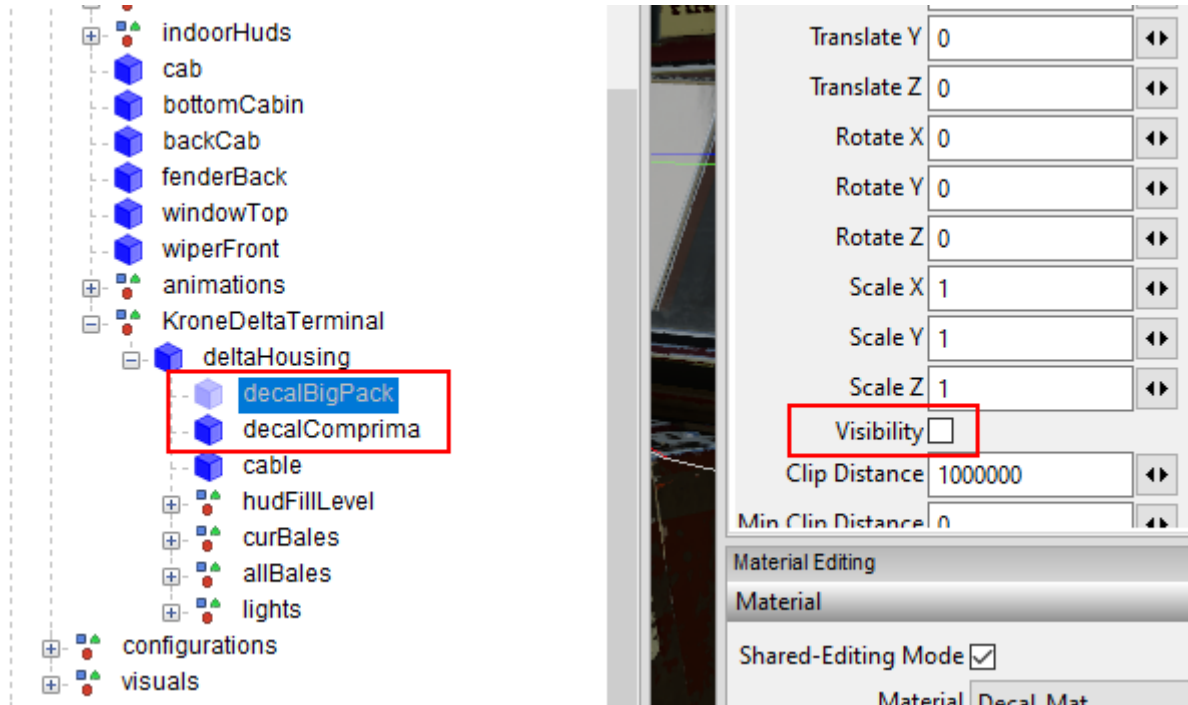 indoorHuds
cab
bottomCabin
backCab
fenderBack
windowTop
wiperFront
animations
KroneDeltaTerminal
deltaHousing
decalBigPack
decalComprima
cable
hudFillLevel
curBales
allBales
lights
configurations
visuals
Translate Y 0
Translate Z 0
Rotate X 0
Rotate Y 0
Rotate Z 0
Scale X 1
Scale Y 1
Scale Z 1
Visibility
Clip Distance 1000000
Min Clip Distance 0
Material Editing
Material
Shared-Editing Mode
Material Decal_Mat